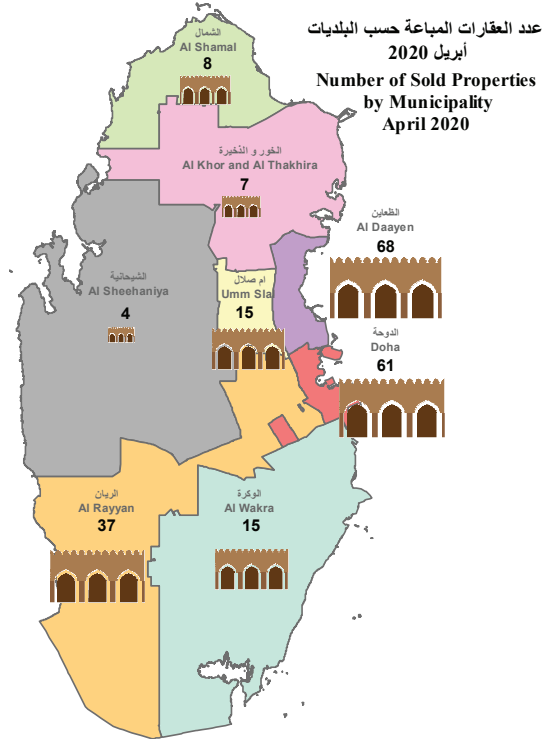 عدد العقارات المباعة حسب البلديات
أبريل 2020
Number of Sold Properties
by Municipality
April 2020
الشمال
Al Shamal
8
الخور و الذخيرة
Al Khor and Al Thakhira
7
الظعاين
Al Daayen
68
الشيحانية
Al Sheehaniya
4
ام صلال
Umm Sla
15
الدوحة
Doha
61
الريان
Al Rayyan
37
الوكرة
Al Wakra
15